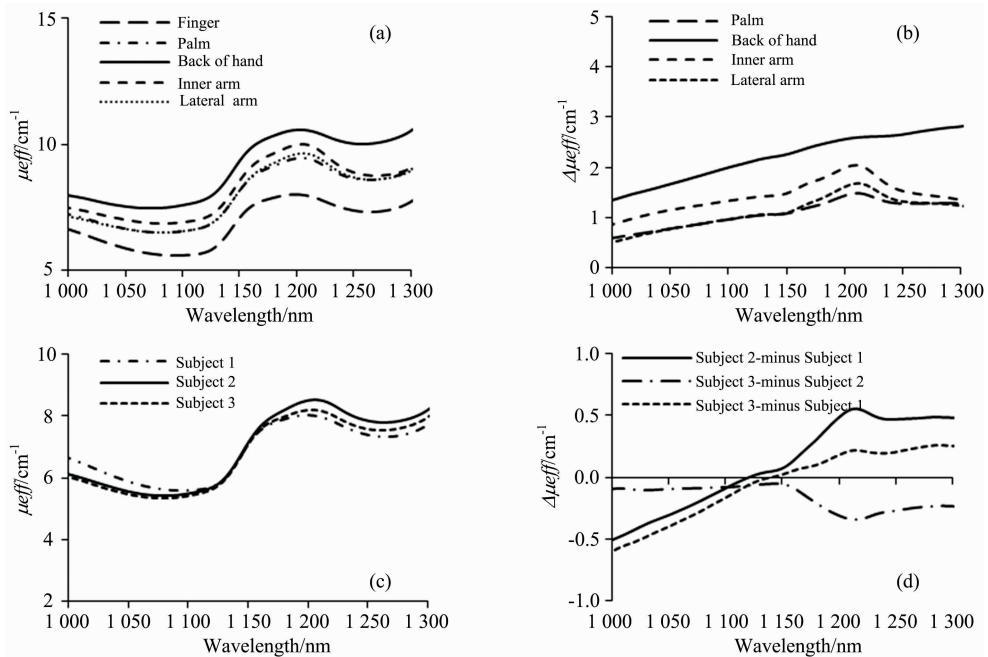 (a)
Finger
Palm
Back of hand
Inner arm
Lateral arm
15
10
5
μeff/cm⁻¹
1 000 1 050 1 100 1 150 1 200 1 250 1 300
Wavelength/nm
(b)
Palm
Back of hand
Inner arm
Lateral arm
5
4
3
2
1
0
Δμeff/cm⁻¹
1 000 1 050 1 100 1 150 1 200 1 250 1 300
Wavelength/nm
Subject 1
Subject 2
Subject 3
10
8
6
4
2
μeff/cm⁻¹
(c)
1 000 1 050 1 100 1 150 1 200 1 250 1 300
Wavelength/nm
Subject 2-minus Subject 1
Subject 3-minus Subject 2
Subject 3-minus Subject 1
1.0
0.5
0.0
-0.5
-1.0
Δμeff/cm⁻¹
(d)
1 000 1 050 1 100 1 150 1 200 1 250 1 300
Wavelength/nm